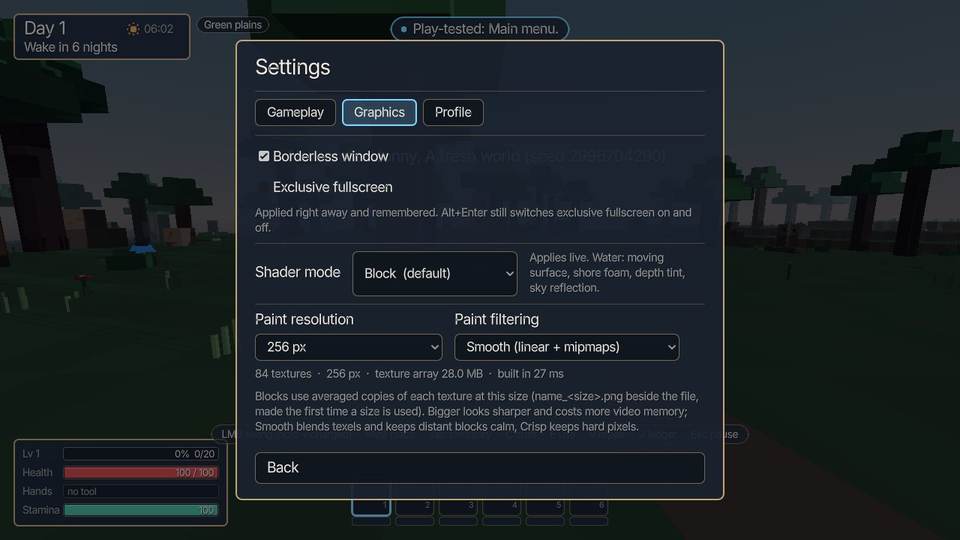 Day 1
06:02
Wake in 6 nights
Green plains
Play-tested: Main menu.
Settings
Gameplay
Graphics
Profile
Borderless window
Exclusive fullscreen
Applied right away and remembered. Alt+Enter still switches exclusive fullscreen on and
off.
Shader mode
Block (default)
Applies live. Water: moving
surface, shore foam, depth tint,
sky reflection.
Paint resolution
Paint filtering
256 px
Smooth (linear + mipmaps)
84 textures · 256 px · texture array 28.0 MB · built in 27 ms
Blocks use averaged copies of each texture at this size (name_<size>.png beside the file,
made the first time a size is used). Bigger looks sharper and costs more video memory;
Smooth blends texels and keeps distant blocks calm, Crisp keeps hard pixels.
Back
Lv 1
0% 0/20
Health
100 / 100
Hands
no tool
Stamina
100
1
2
3
4
5
6